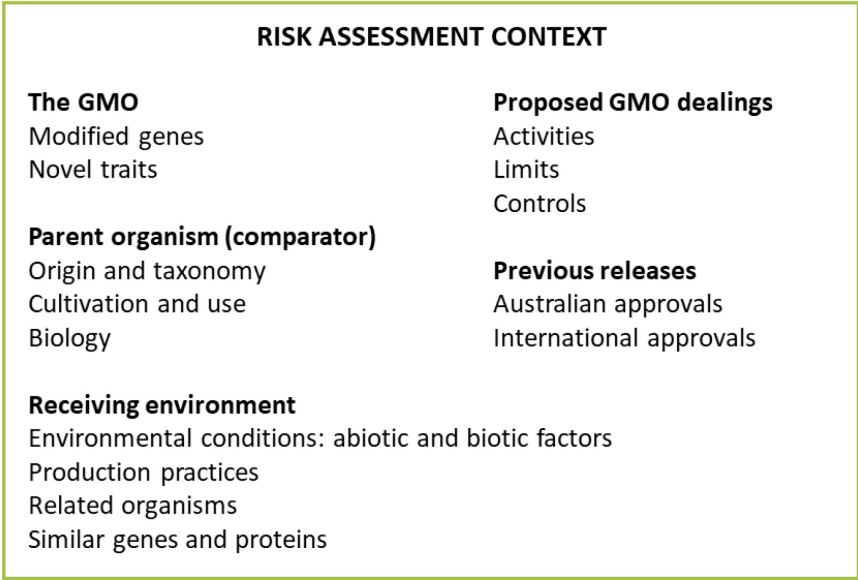 RISK ASSESSMENT CONTEXT
The GMO
Modified genes
Novel traits
Parent organism (comparator)
Origin and taxonomy
Cultivation and use
Biology
Proposed GMO dealings
Activities
Limits
Controls
Previous releases
Australian approvals
International approvals
Receiving environment
Environmental conditions: abiotic and biotic factors
Production practices
Related organisms
Similar genes and proteins